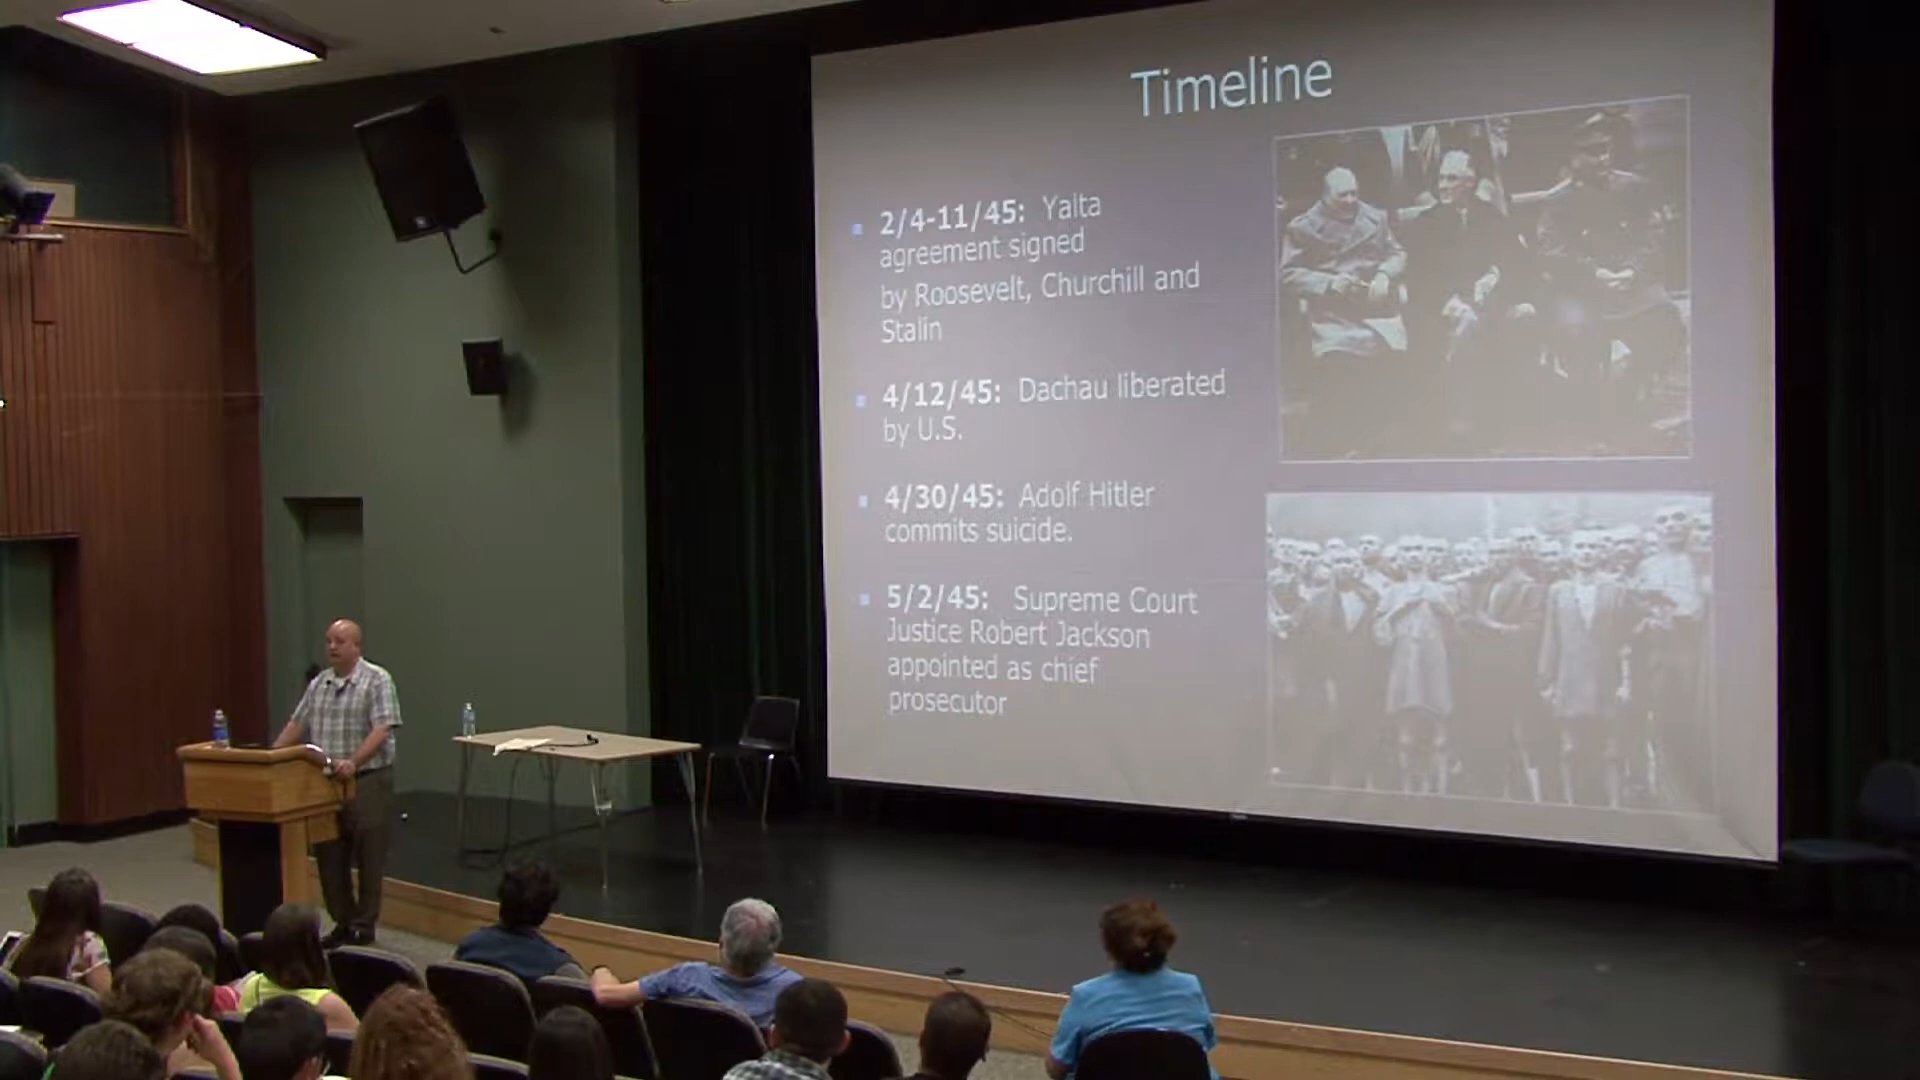 Timeline
2/4-11/45: Yalta
agreement signed
by Roosevelt, Churchill and
Stalin
4/12/45: Dachau liberated
by U.S.
4/30/45: Adolf Hitler
commits suicide.
5/2/45: Supreme Court
Justice Robert Jackson
appointed as chief
prosecutor